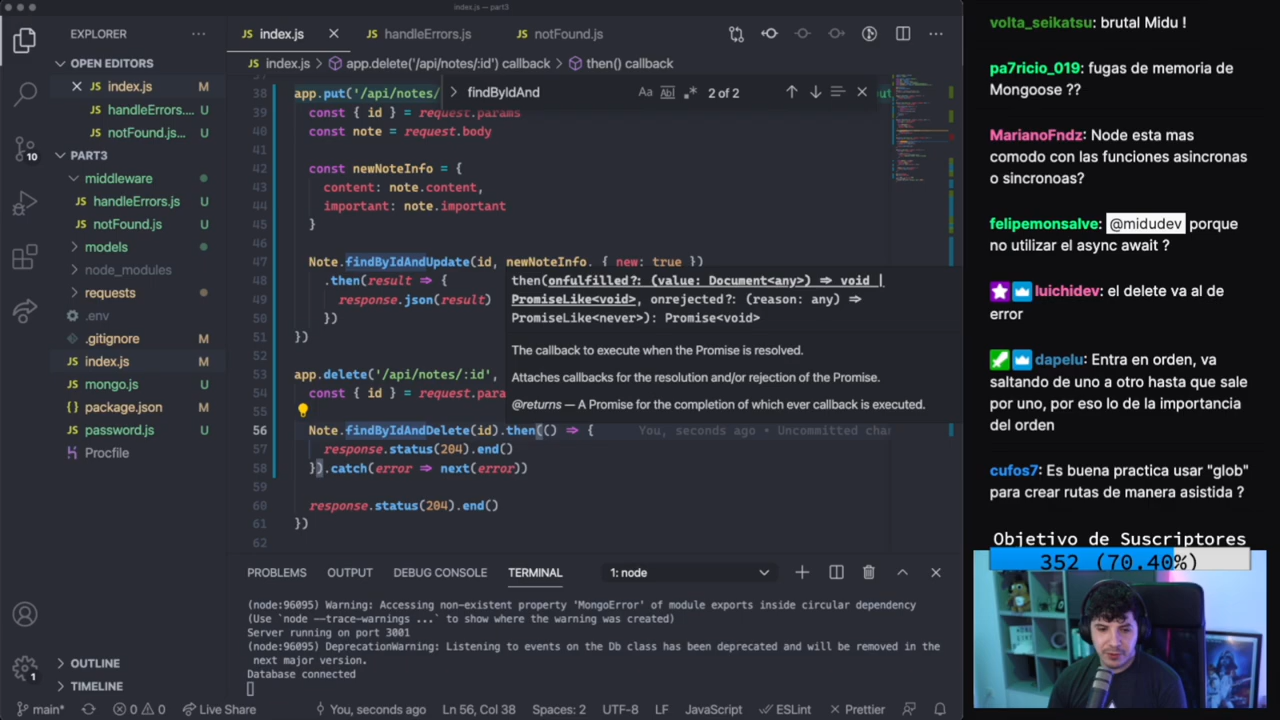 index.js — part3
EXPLORER
OPEN EDITORS
index.js
handleErrors....
U
notFound.js...
U
10
PART3
middleware
handleErrors.js
U
notFound.js
U
models
node_modules
requests
.env
.gitignore
M
index.js
M
mongo.js
M
package.json
M
password.js
U
Procfile
OUTLINE
TIMELINE
1
index.js
handleErrors.js
notFound.js
index.js > app.delete('/api/notes/:id') callback > then() callback
findByIdAnd
Aa
Abl
.*
2 of 2
38 app.put('/api/notes/
39 const { id } = request.params
40 const note = request.body
41
42 const newNoteInfo = {
43 content: note.content,
44 important: note.important
45 }
46
47 Note.findByIdAndUpdate(id, newNoteInfo, { new: true })
48 .then(result => {
49 response.json(result)
50 })
51 })
52
53 app.delete('/api/notes/:id',
54 const { id } = request.para
55
56 Note.findByIdAndDelete(id).then(() => { You, seconds ago • Uncommitted chan
57 response.status(204).end()
58 }).catch(error => next(error))
59
60 response.status(204).end()
61 })
62
then(onfulfilled?: (value: Document<any>) => void |
PromiseLike<void>, onrejected?: (reason: any) =>
PromiseLike<never>): Promise<void>
The callback to execute when the Promise is resolved.
Attaches callbacks for the resolution and/or rejection of the Promise.
@returns — A Promise for the completion of which ever callback is executed.
PROBLEMS OUTPUT DEBUG CONSOLE TERMINAL 1: node
(node:96095) Warning: Accessing non-existent property 'MongoError' of module exports inside circular dependency
(Use `node --trace-warnings ...` to show where the warning was created)
Server running on port 3001
(node:96095) DeprecationWarning: Listening to events on the Db class has been deprecated and will be removed in the
next major version.
Database connected
main* 0 0 Live Share You, seconds ago Ln 56, Col 38 Spaces: 2 UTF-8 LF JavaScript ESLint Prettier
volta_seikatsu: brutal Midu !
pa7ricio_019: fugas de memoria de
Mongoose ??
MarianoFndz: Node esta mas
comodo con las funciones asincronas
o sincronoas?
felipemonsalve: @midudev porque
no utilizar el async await ?
luichidev: el delete va al de
error
dapelu: Entra en orden, va
saltando de uno a otro hasta que sale
por uno, por eso lo de la importancia
del orden
cufos7: Es buena practica usar "glob"
para crear rutas de manera asistida ?
Objetivo de Suscriptores
352 (70.40%)